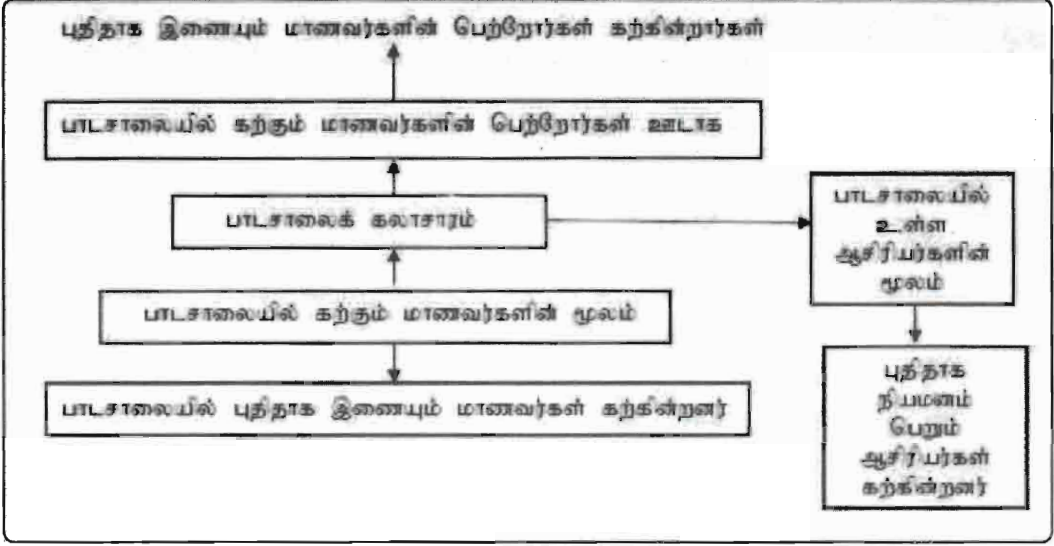 புதிதாக இணையும் மாணவர்களின் பெற்றோர்கள் கற்கின்றார்கள்
பாடசாலையில் கற்கும் மாணவர்களின் பெற்றோர்கள் ஊடாக
பாடசாலைக் கலாசாரம்
பாடசாலையில்
உள்ள
ஆசிரியர்களின்
மூலம்
பாடசாலையில் கற்கும் மாணவர்களின் மூலம்
பாடசாலையில் புதிதாக இணையும் மாணவர்கள் கற்கின்றனர்
புதிதாக
நியமனம்
பெறும்
ஆசிரியர்கள்
கற்கின்றனர்